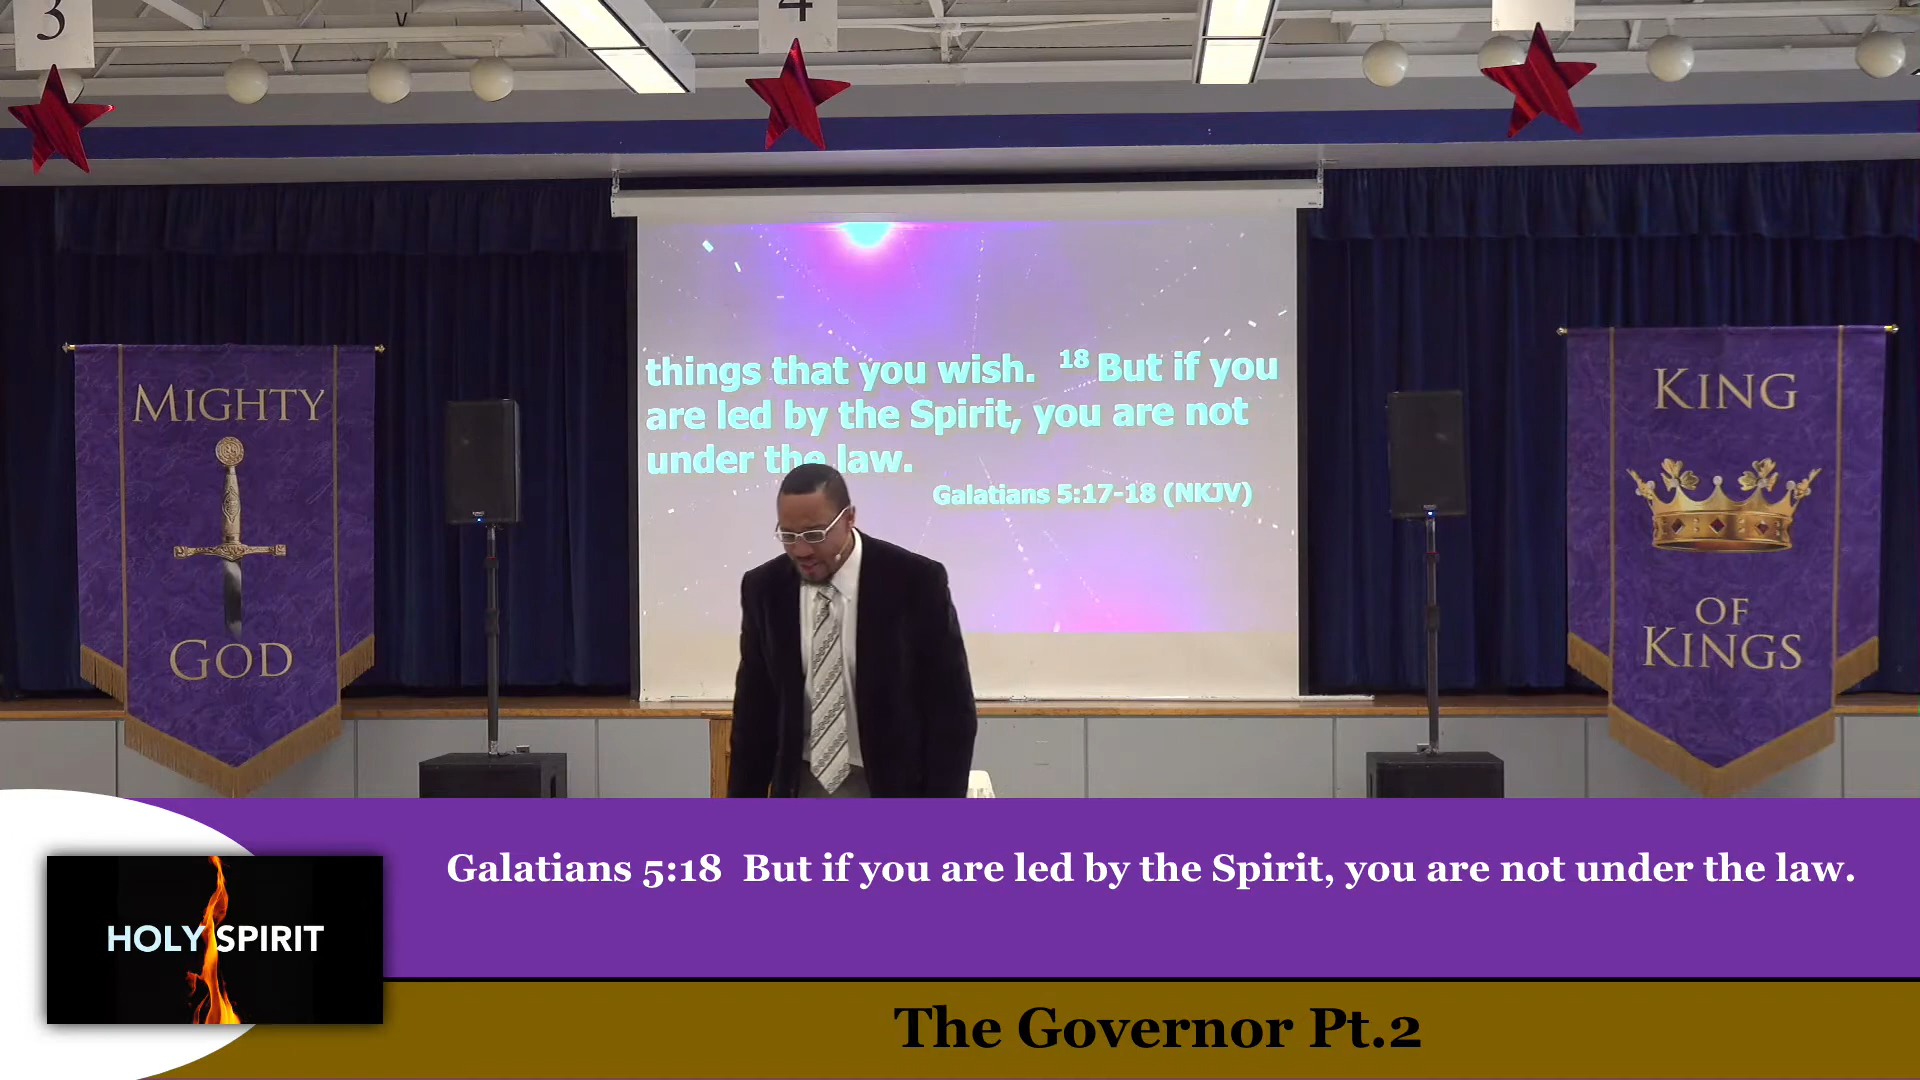 3
4
things that you wish. 18 But if you
are led by the Spirit, you are not
under the law.
Galatians 5:17-18 (NKJV)
MIGHTY
GOD
KING
OF
KINGS
Galatians 5:18 But if you are led by the Spirit, you are not under the law.
HOLY SPIRIT
The Governor Pt.2